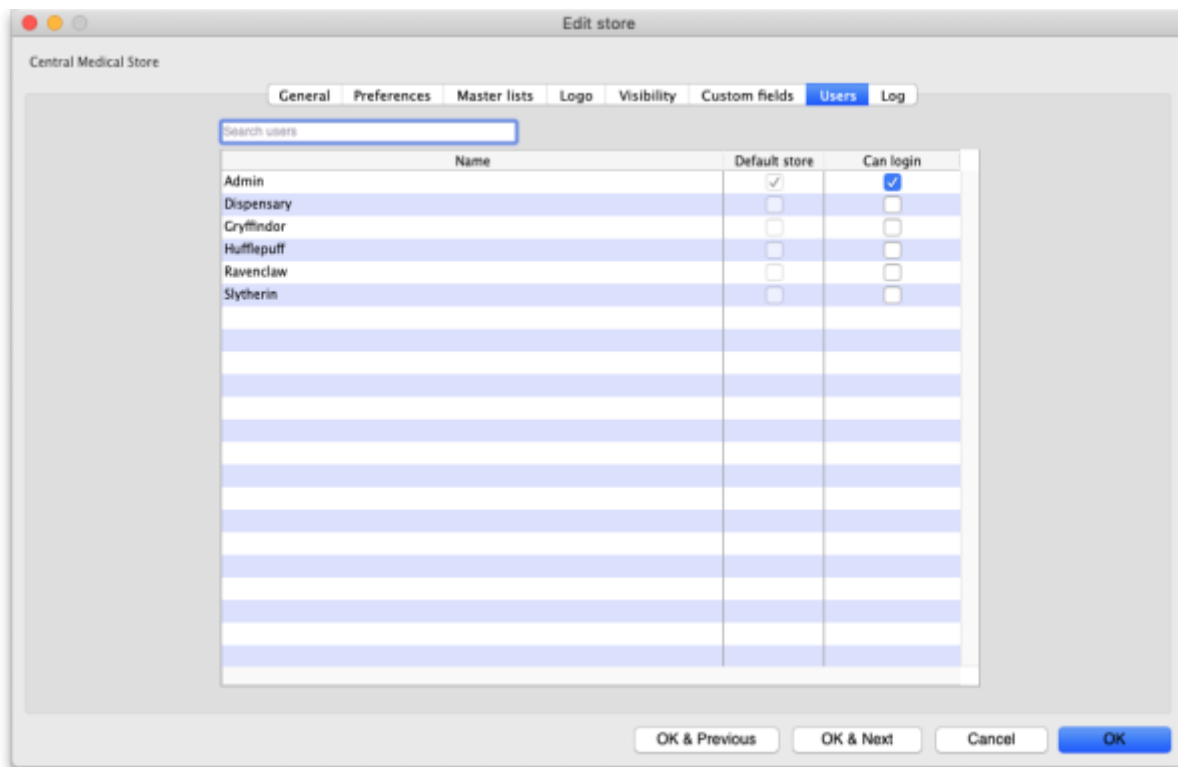 Edit store
Central Medical Store
General Preferences Master lists Logo Visibility Custom fields Users Log
Search users
Name Default store Can login
Admin
Dispensary
Gryffindor
Hufflepuff
Ravenclaw
Slytherin
OK & Previous OK & Next Cancel OK